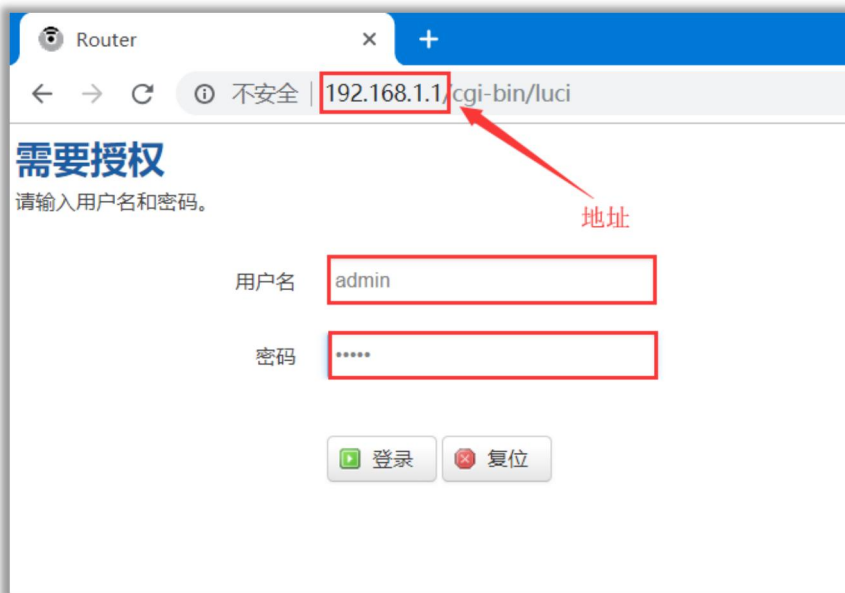 Router
不安全 192.168.1.1/cgi-bin/luci
需要授权
请输入用户名和密码。
地址
用户名 admin
密码 •••••
登录 复位